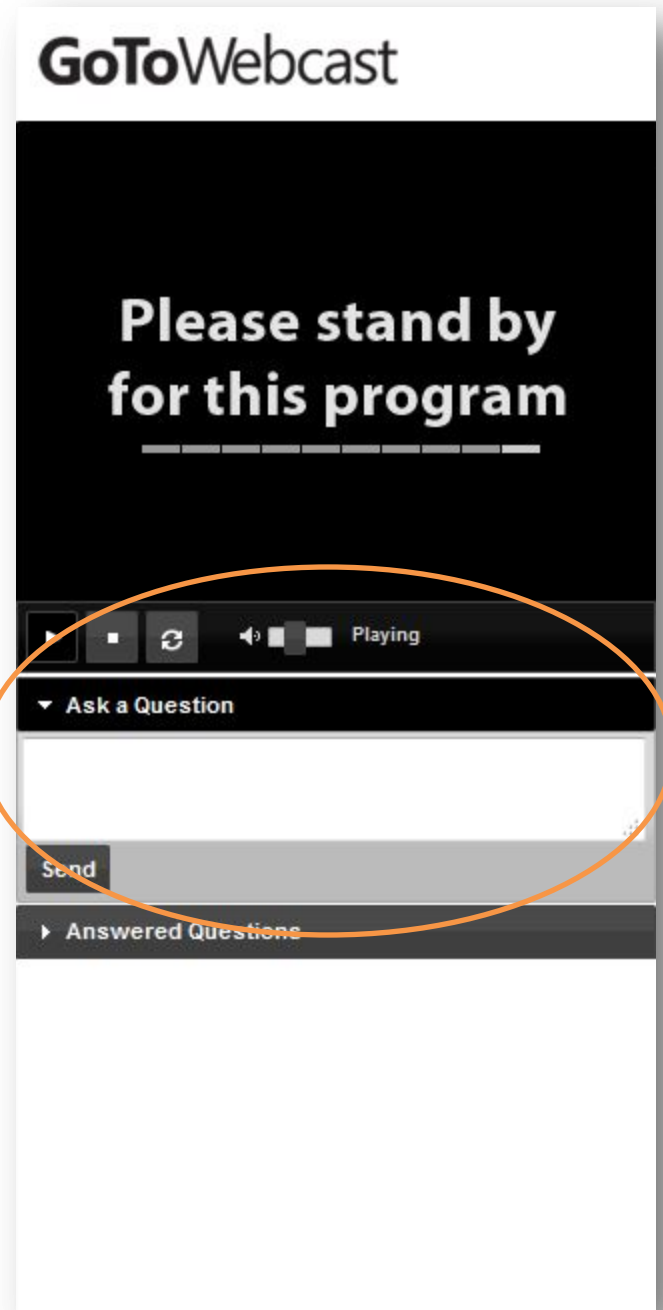 GoToWebcast
Please stand by
for this program
Playing
Ask a Question
Send
Answered Questions